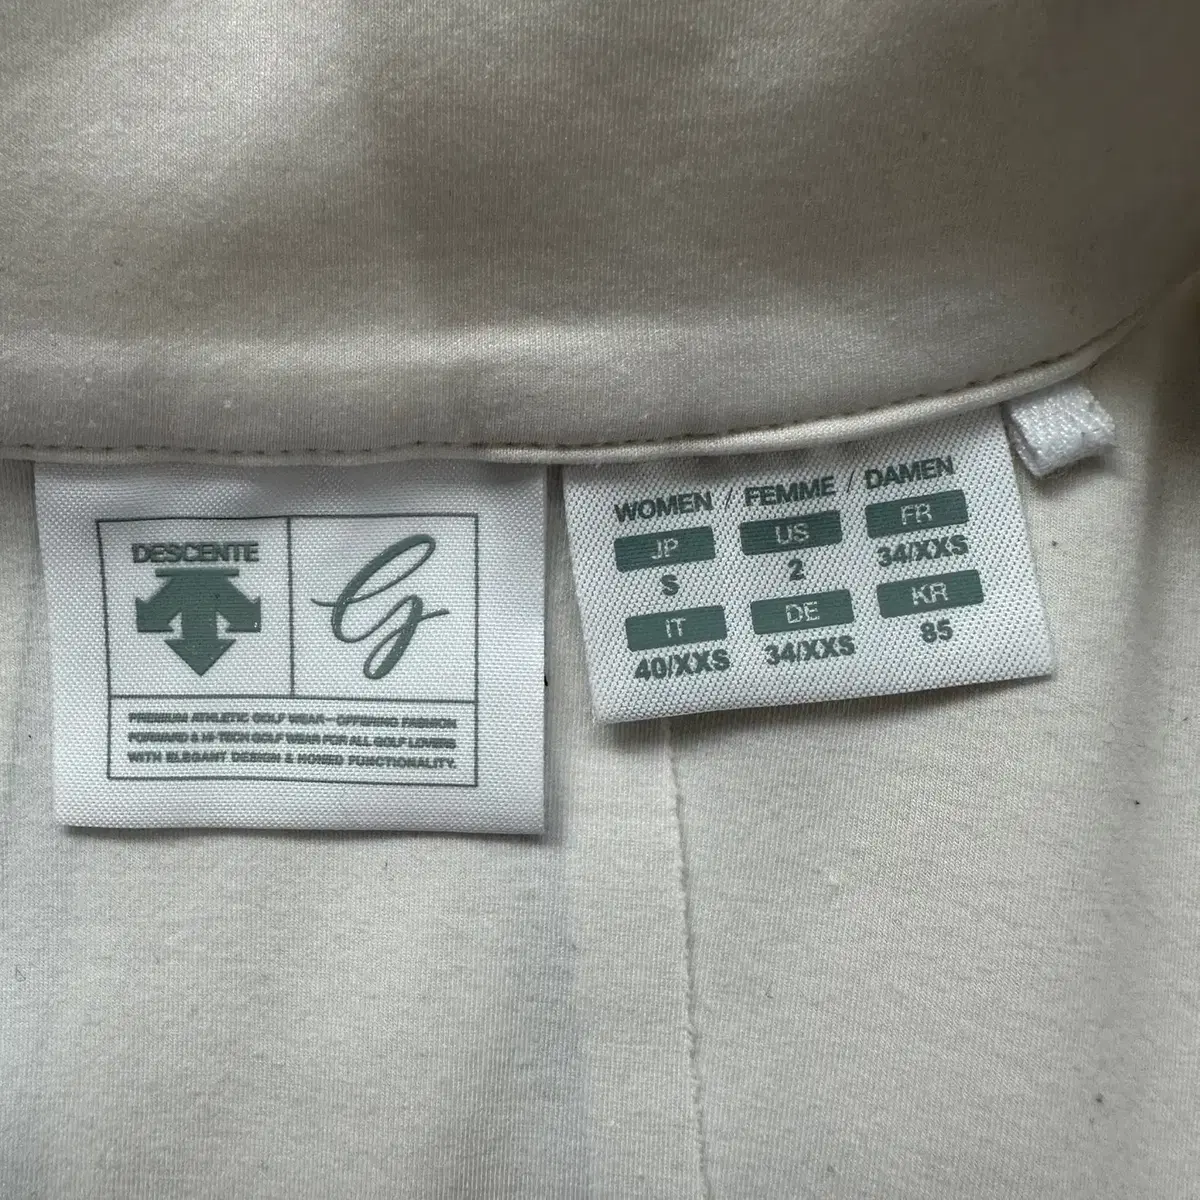 DESCENTE
PREMIUM ATHLETIC GOLF WEAR—OFFERING FASHION
FORWARD & HI-TECH GOLF WEAR FOR ALL GOLF LOVERS
WITH ELEGANT DESIGN & HONED FUNCTIONALITY.
WOMEN / FEMME / DAMEN
JP US FR
S 2 34/XXS
IT DE KR
40/XXS 34/XXS 85